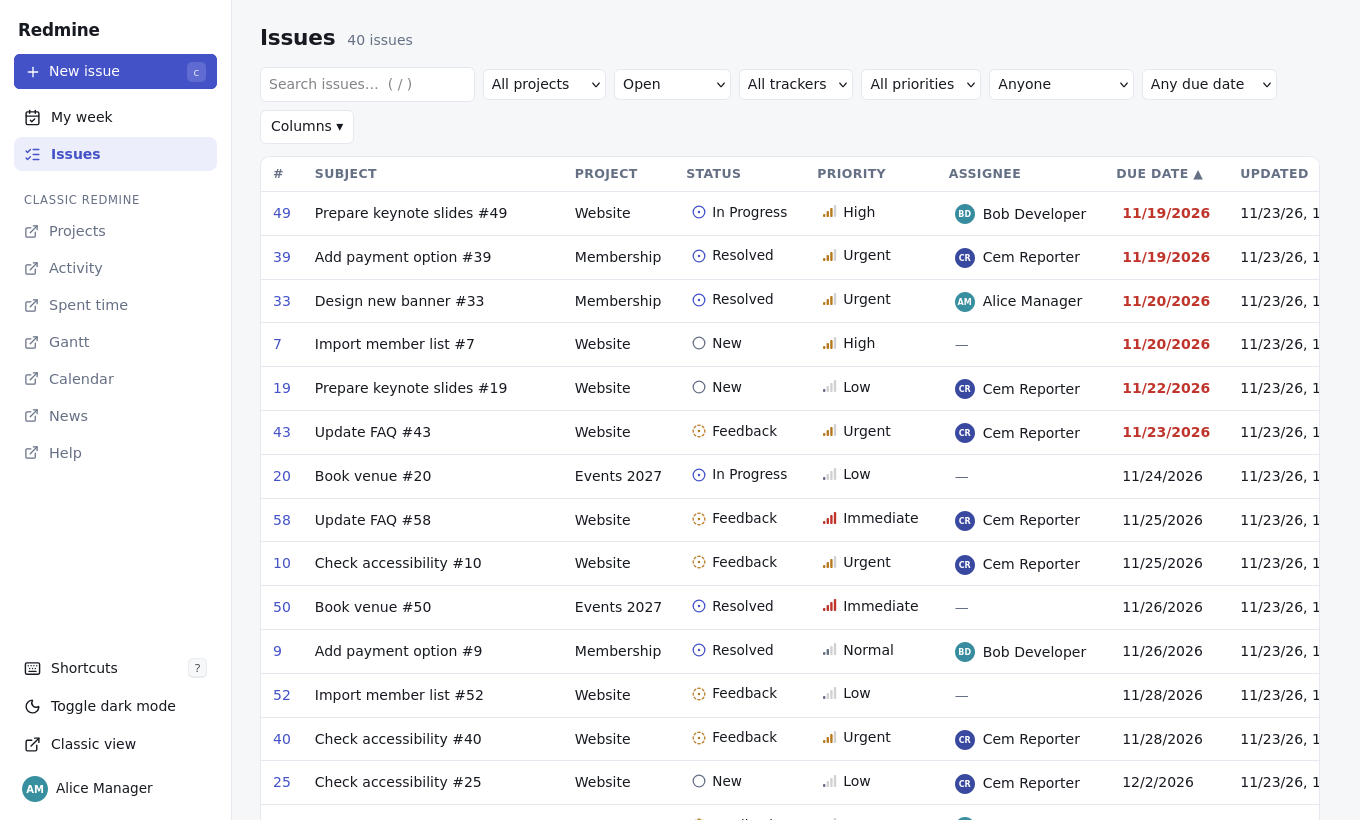 Redmine
+ New issue c
My week
Issues
CLASSIC REDMINE
Projects
Activity
Spent time
Gantt
Calendar
News
Help
Shortcuts ?
Toggle dark mode
Classic view
AM Alice Manager
Issues 40 issues
Search issues… ( / ) All projects Open All trackers All priorities Anyone Any due date
Columns ▾
# SUBJECT PROJECT STATUS PRIORITY ASSIGNEE DUE DATE ▲ UPDATED
49 Prepare keynote slides #49 Website In Progress High BD Bob Developer 11/19/2026 11/23/26, 1
39 Add payment option #39 Membership Resolved Urgent CR Cem Reporter 11/19/2026 11/23/26, 1
33 Design new banner #33 Membership Resolved Urgent AM Alice Manager 11/20/2026 11/23/26, 1
7 Import member list #7 Website New High — 11/20/2026 11/23/26, 1
19 Prepare keynote slides #19 Website New Low CR Cem Reporter 11/22/2026 11/23/26, 1
43 Update FAQ #43 Website Feedback Urgent CR Cem Reporter 11/23/2026 11/23/26, 1
20 Book venue #20 Events 2027 In Progress Low — 11/24/2026 11/23/26, 1
58 Update FAQ #58 Website Feedback Immediate CR Cem Reporter 11/25/2026 11/23/26, 1
10 Check accessibility #10 Website Feedback Urgent CR Cem Reporter 11/25/2026 11/23/26, 1
50 Book venue #50 Events 2027 Resolved Immediate — 11/26/2026 11/23/26, 1
9 Add payment option #9 Membership Resolved Normal BD Bob Developer 11/26/2026 11/23/26, 1
52 Import member list #52 Website Feedback Low — 11/28/2026 11/23/26, 1
40 Check accessibility #40 Website Feedback Urgent CR Cem Reporter 11/28/2026 11/23/26, 1
25 Check accessibility #25 Website New Low CR Cem Reporter 12/2/2026 11/23/26, 1